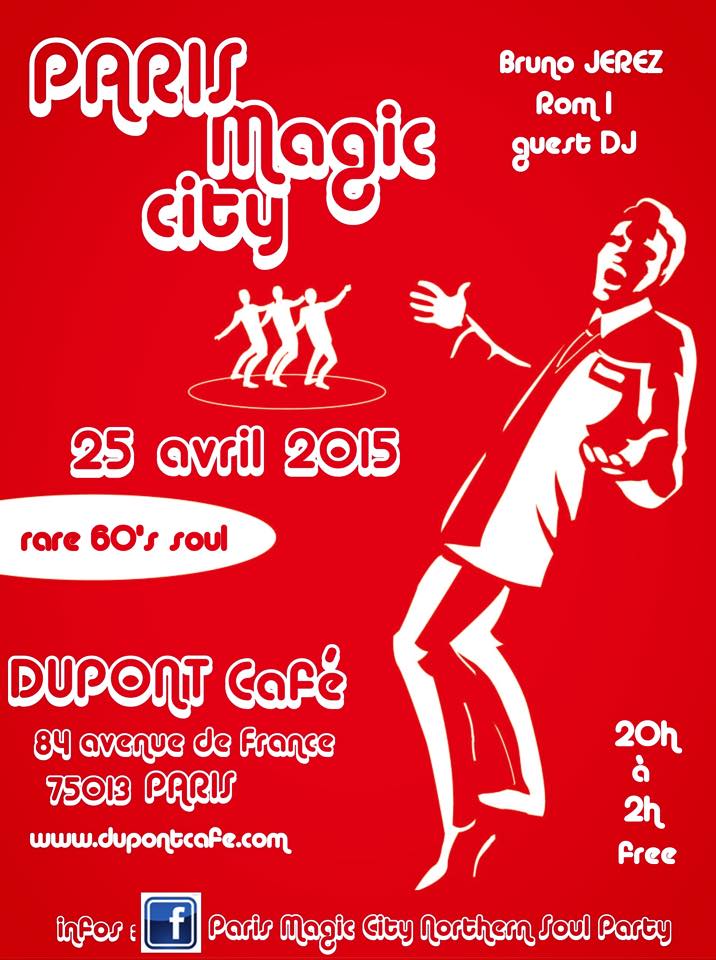 PARIS
Magic
city
Bruno JEREZ
Rom 1
guest DJ
25 avril 2015
rare 60's soul
DUPONT Café
84 avenue de France
75013 PARIS
www.dupontcafe.com
20h
à
2h
free
infos : f Paris Magic City Northern Soul Party